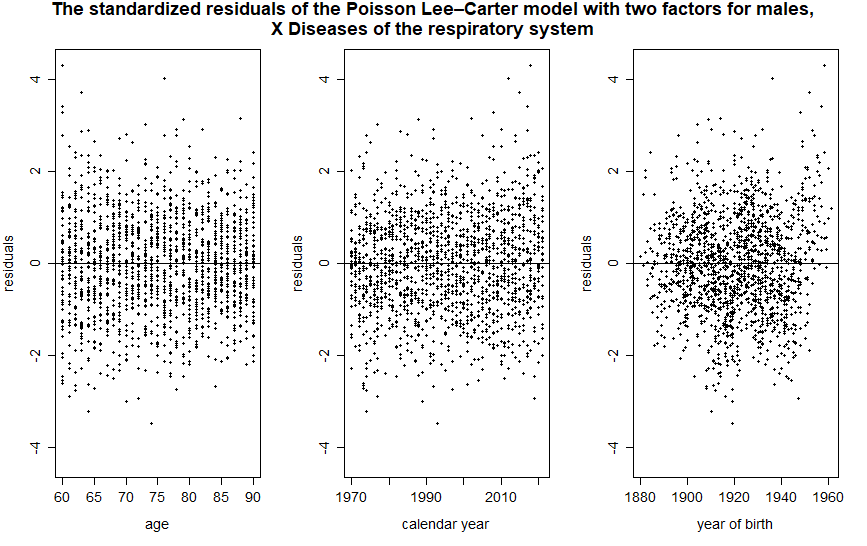 The standardized residuals of the Poisson Lee–Carter model with two factors for males,
X Diseases of the respiratory system
residuals
4
2
0
-2
-4
60 65 70 75 80 85 90
age
residuals
4
2
0
-2
-4
1970 1990 2010
calendar year
residuals
4
2
0
-2
-4
1880 1900 1920 1940 1960
year of birth